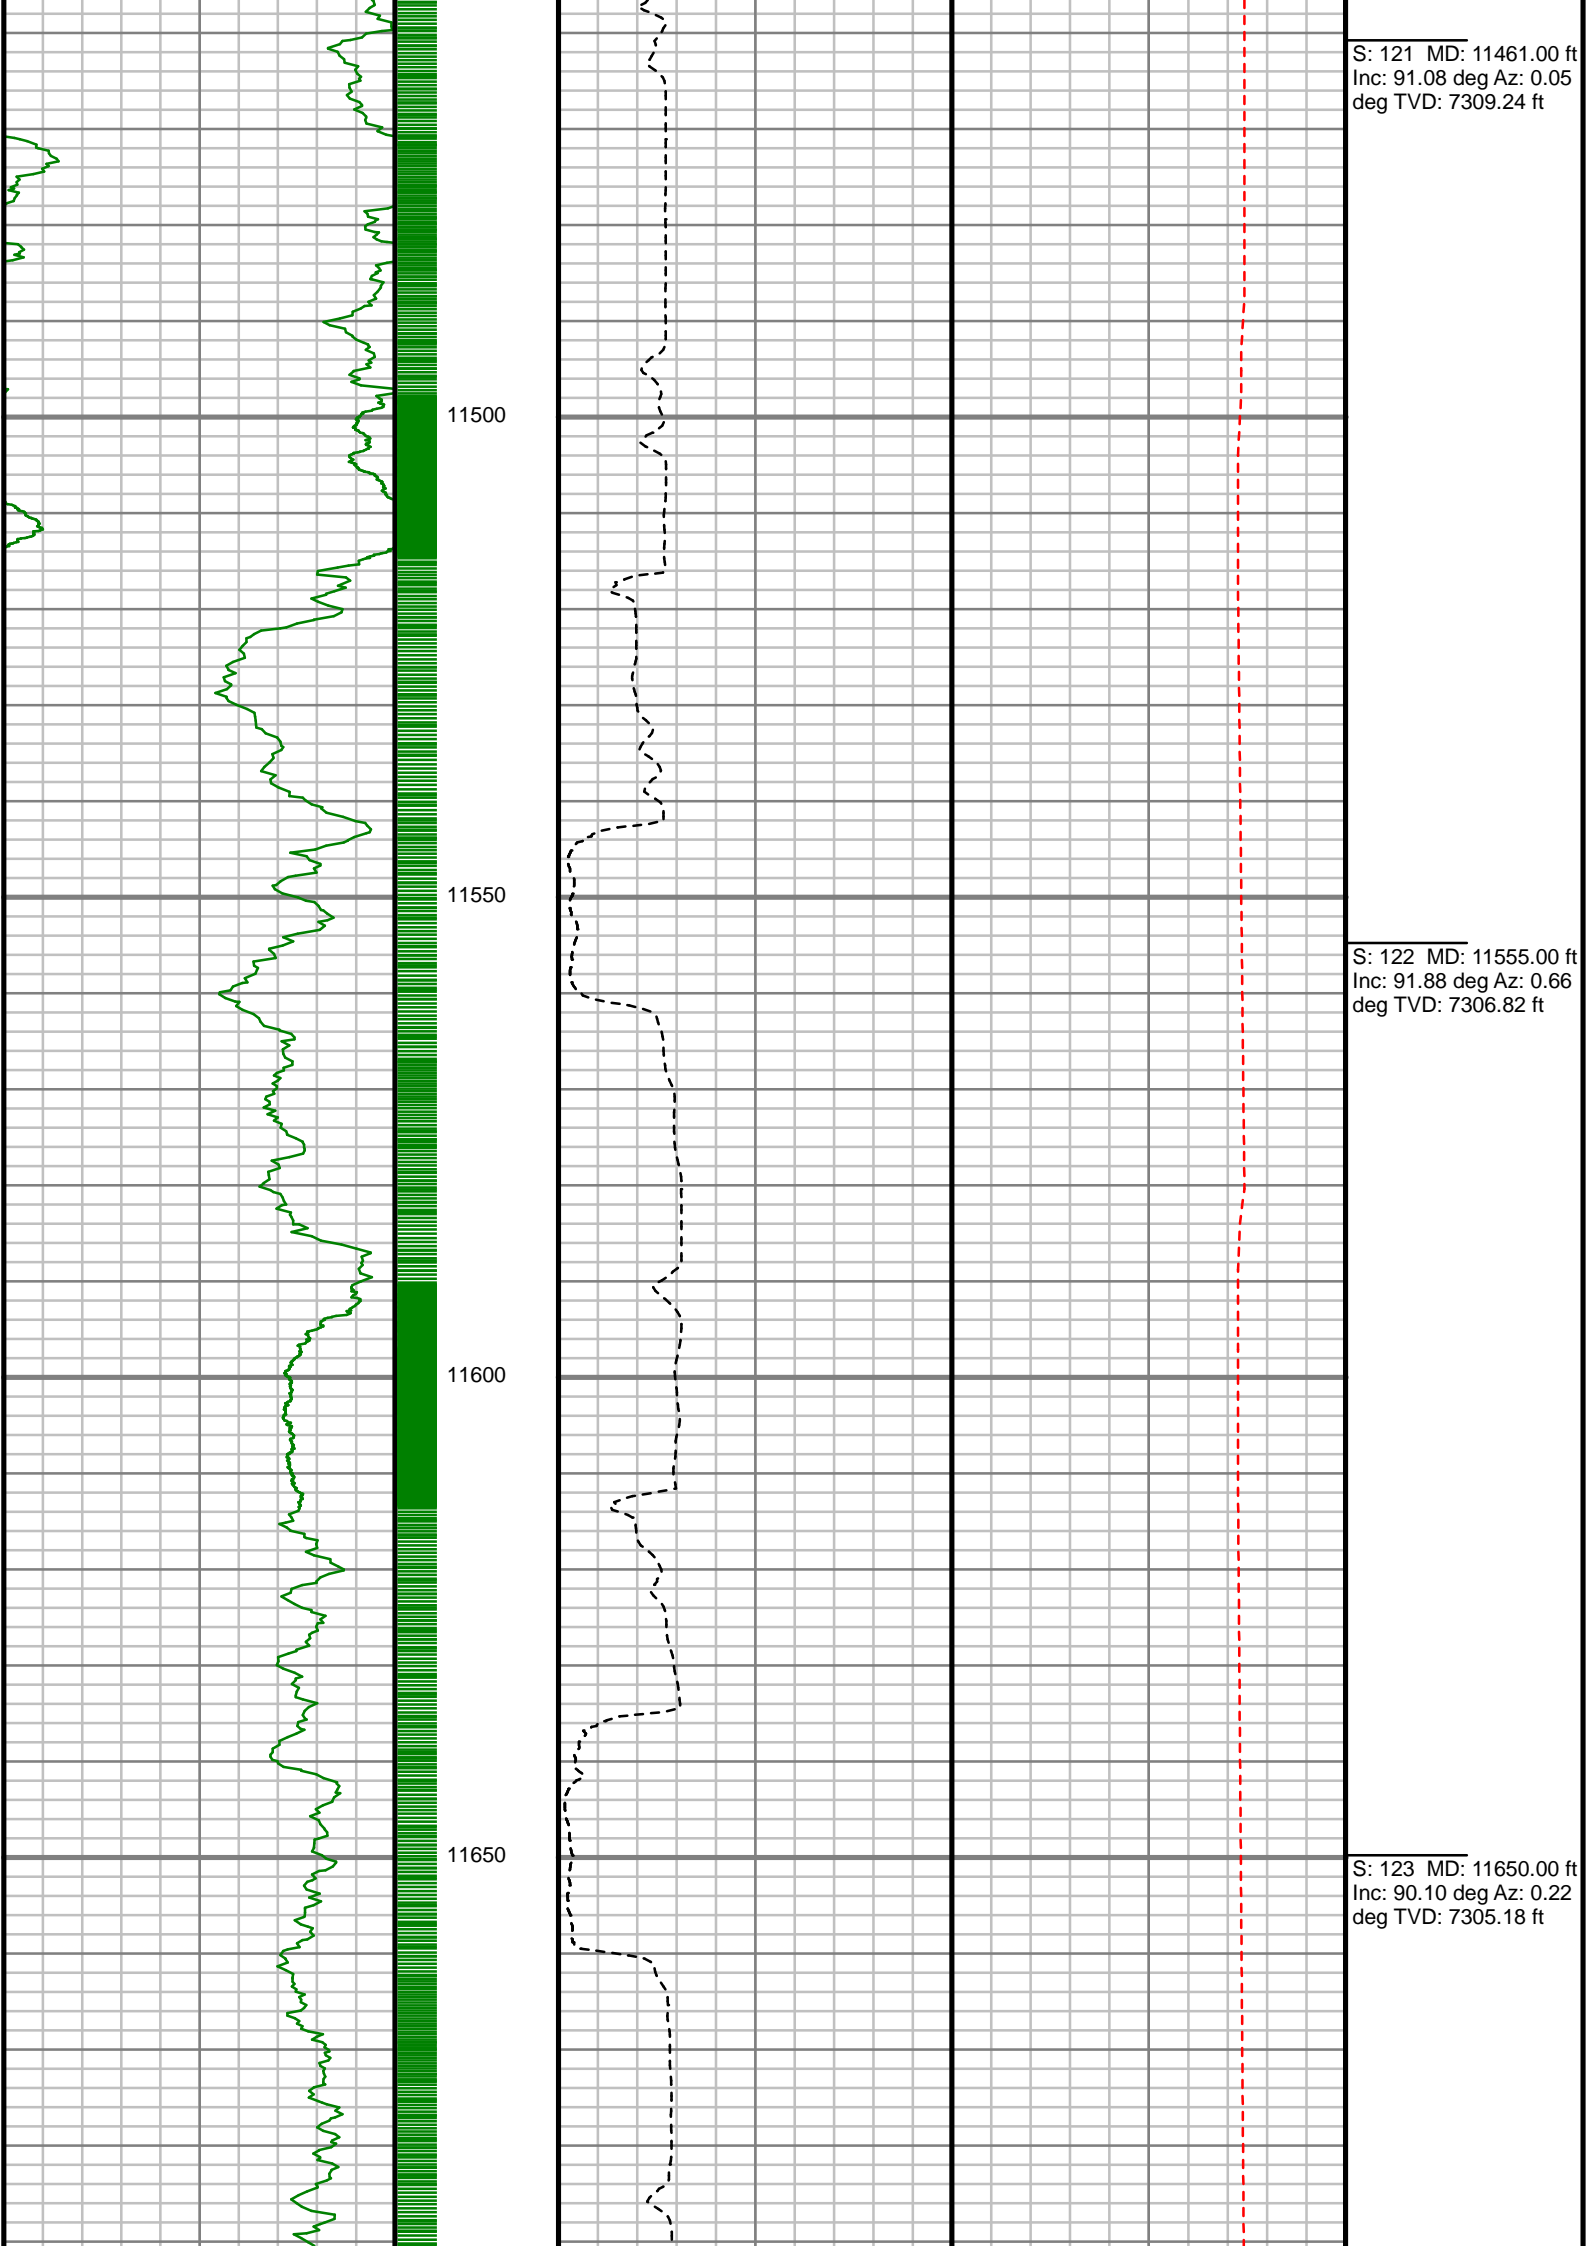 S: 121 MD: 11461.00 ft
Inc: 91.08 deg Az: 0.05
deg TVD: 7309.24 ft
11500
11550
S: 122 MD: 11555.00 ft
Inc: 91.88 deg Az: 0.66
deg TVD: 7306.82 ft
11600
11650
S: 123 MD: 11650.00 ft
Inc: 90.10 deg Az: 0.22
deg TVD: 7305.18 ft